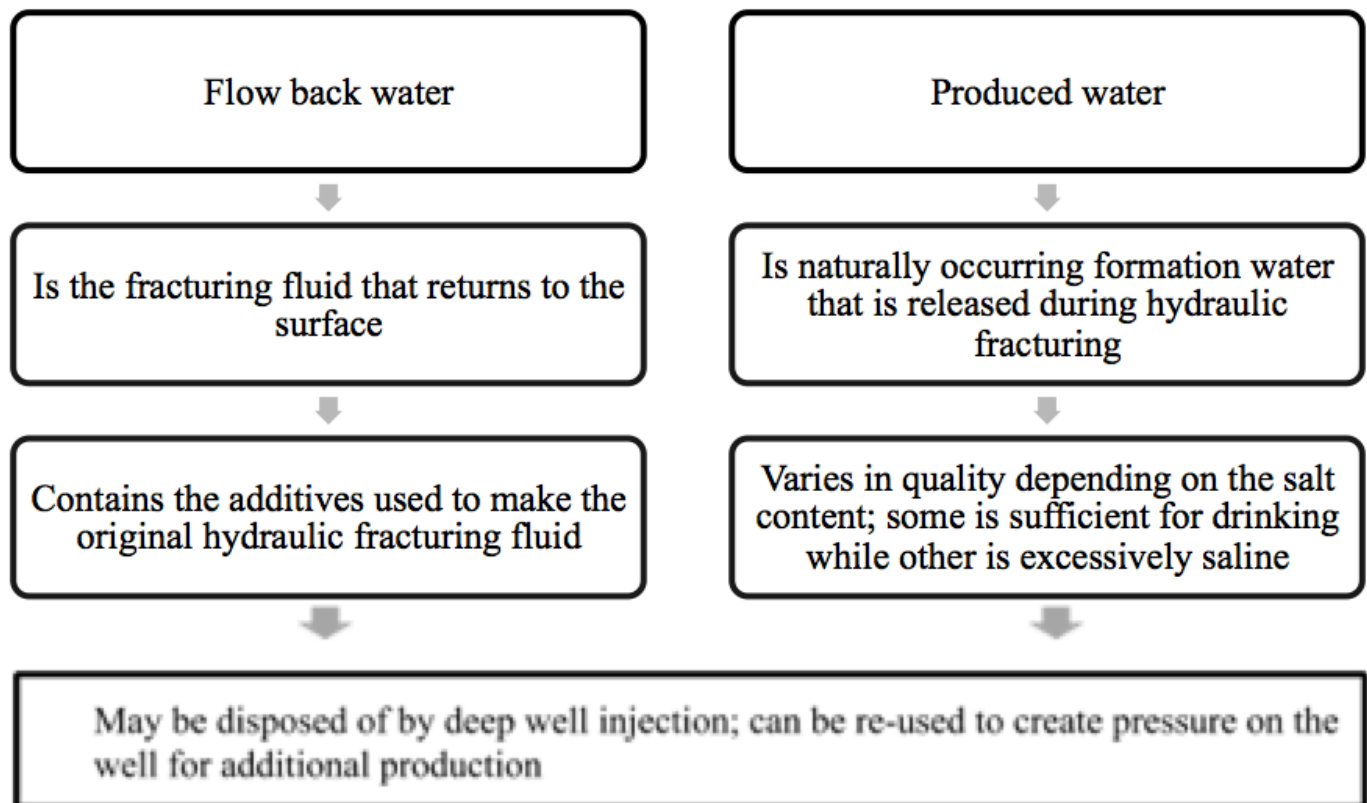 Flow back water
Is the fracturing fluid that returns to the
surface
Contains the additives used to make the
original hydraulic fracturing fluid
Produced water
Is naturally occurring formation water
that is released during hydraulic
fracturing
Varies in quality depending on the salt
content; some is sufficient for drinking
while other is excessively saline
May be disposed of by deep well injection; can be re-used to create pressure on the
well for additional production